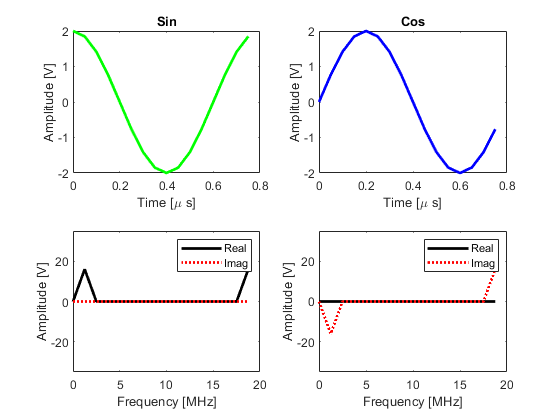 Sin
Amplitude [V]
2
1
0
-1
-2
0 0.2 0.4 0.6 0.8
Time [μ s]
Cos
Amplitude [V]
2
1
0
-1
-2
0 0.2 0.4 0.6 0.8
Time [μ s]
Amplitude [V]
20
0
-20
Real
Imag
0 5 10 15 20
Frequency [MHz]
Amplitude [V]
20
0
-20
Real
Imag
0 5 10 15 20
Frequency [MHz]